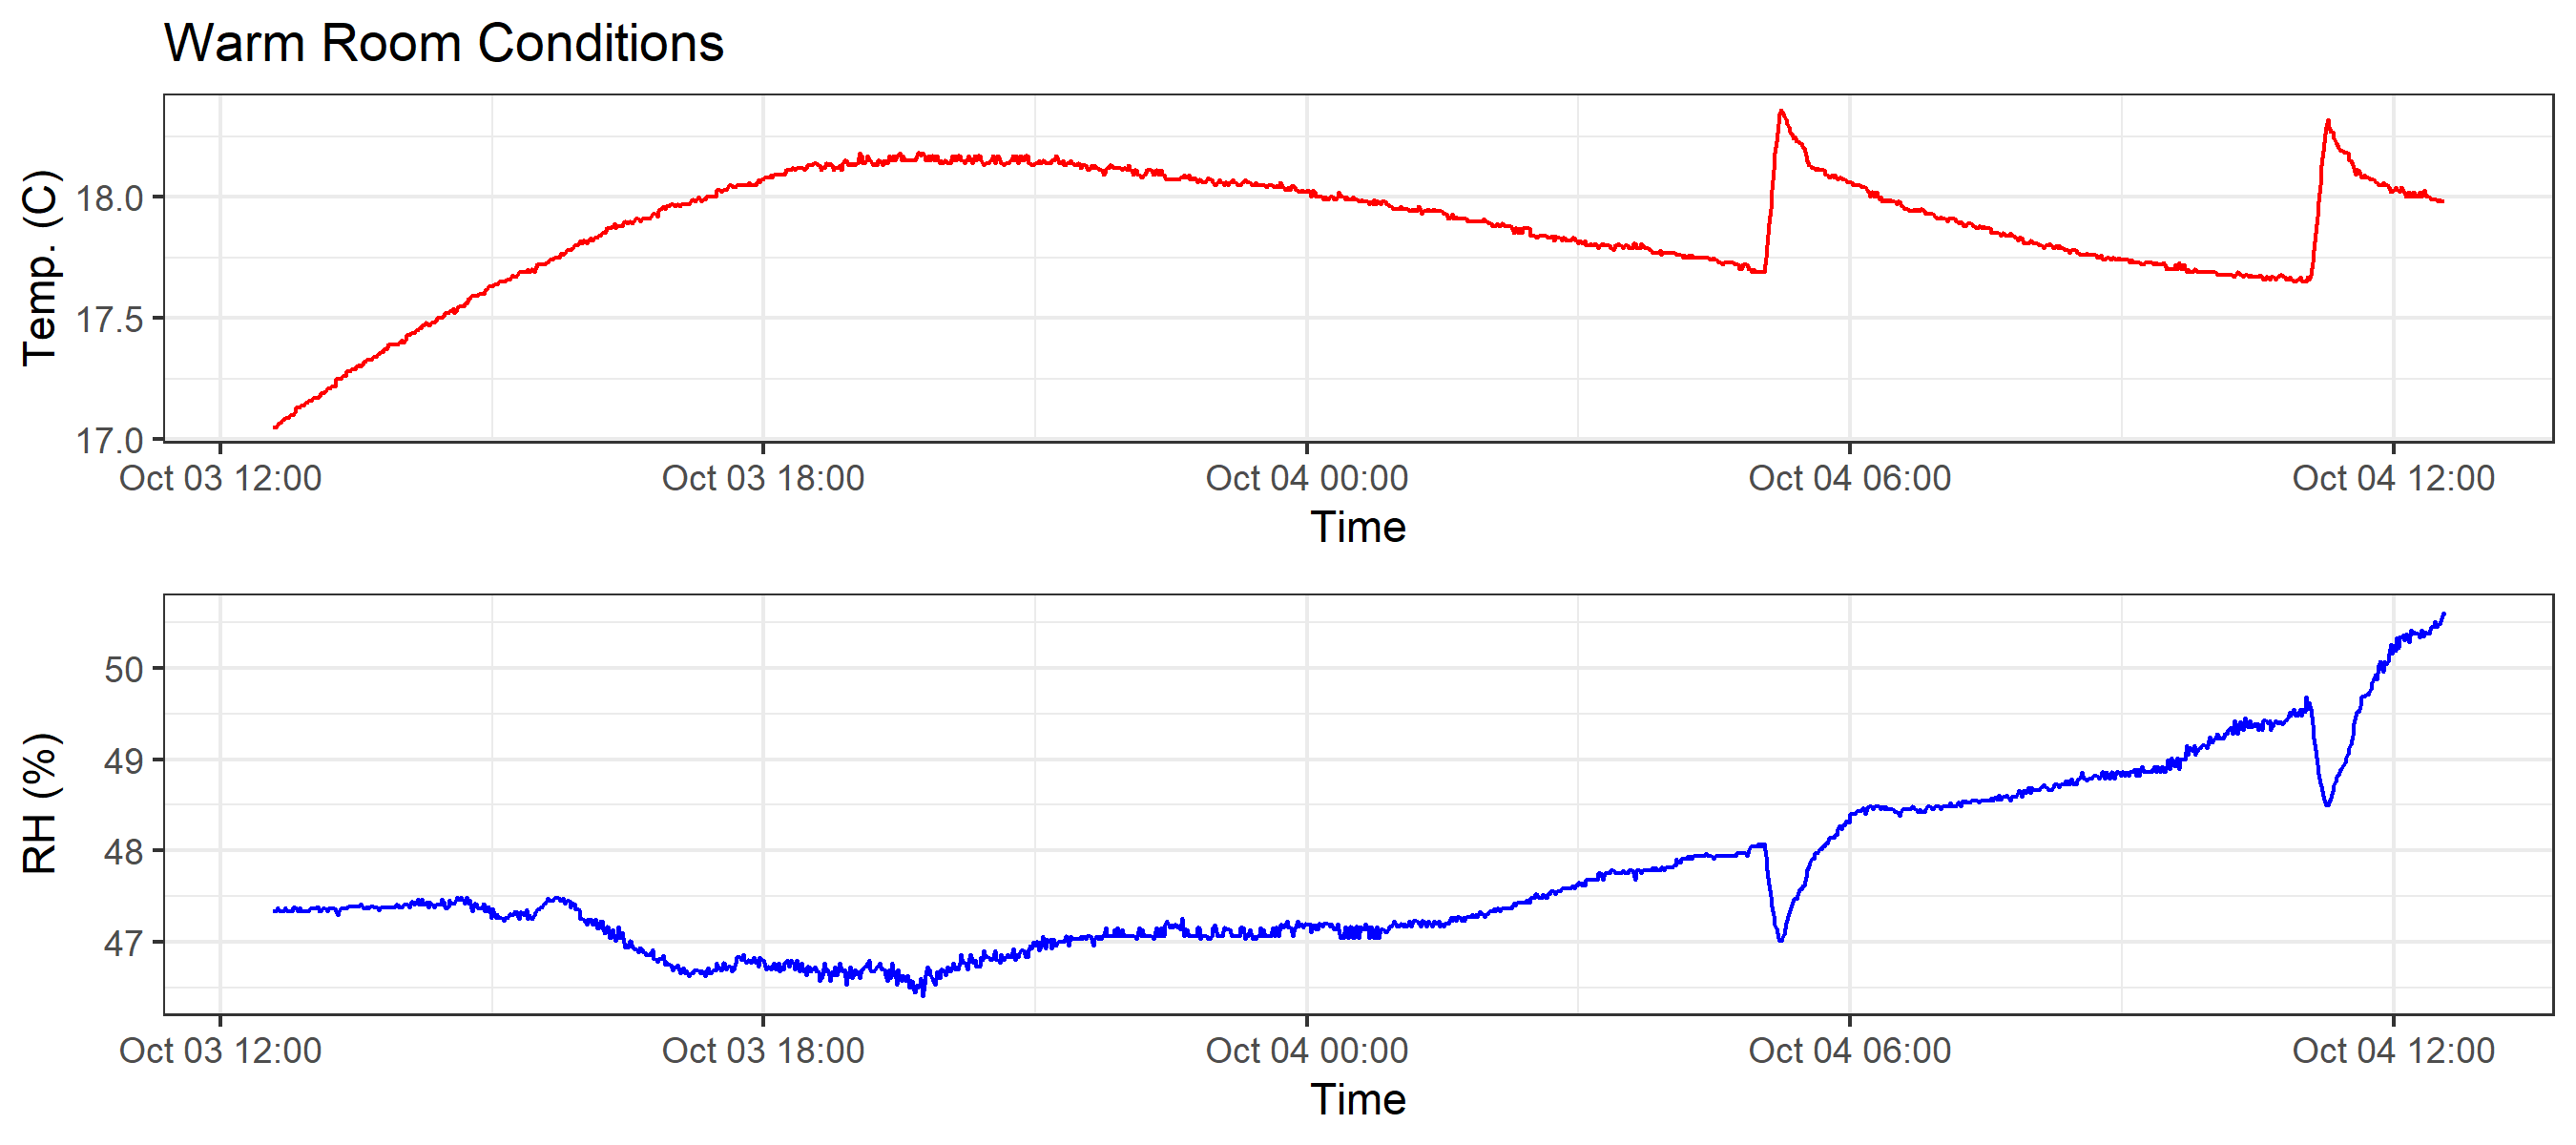 Warm Room Conditions
Temp. (C)
18.0
17.5
17.0
Oct 03 12:00 Oct 03 18:00 Oct 04 00:00 Oct 04 06:00 Oct 04 12:00
Time
RH (%)
50
49
48
47
Oct 03 12:00 Oct 03 18:00 Oct 04 00:00 Oct 04 06:00 Oct 04 12:00
Time